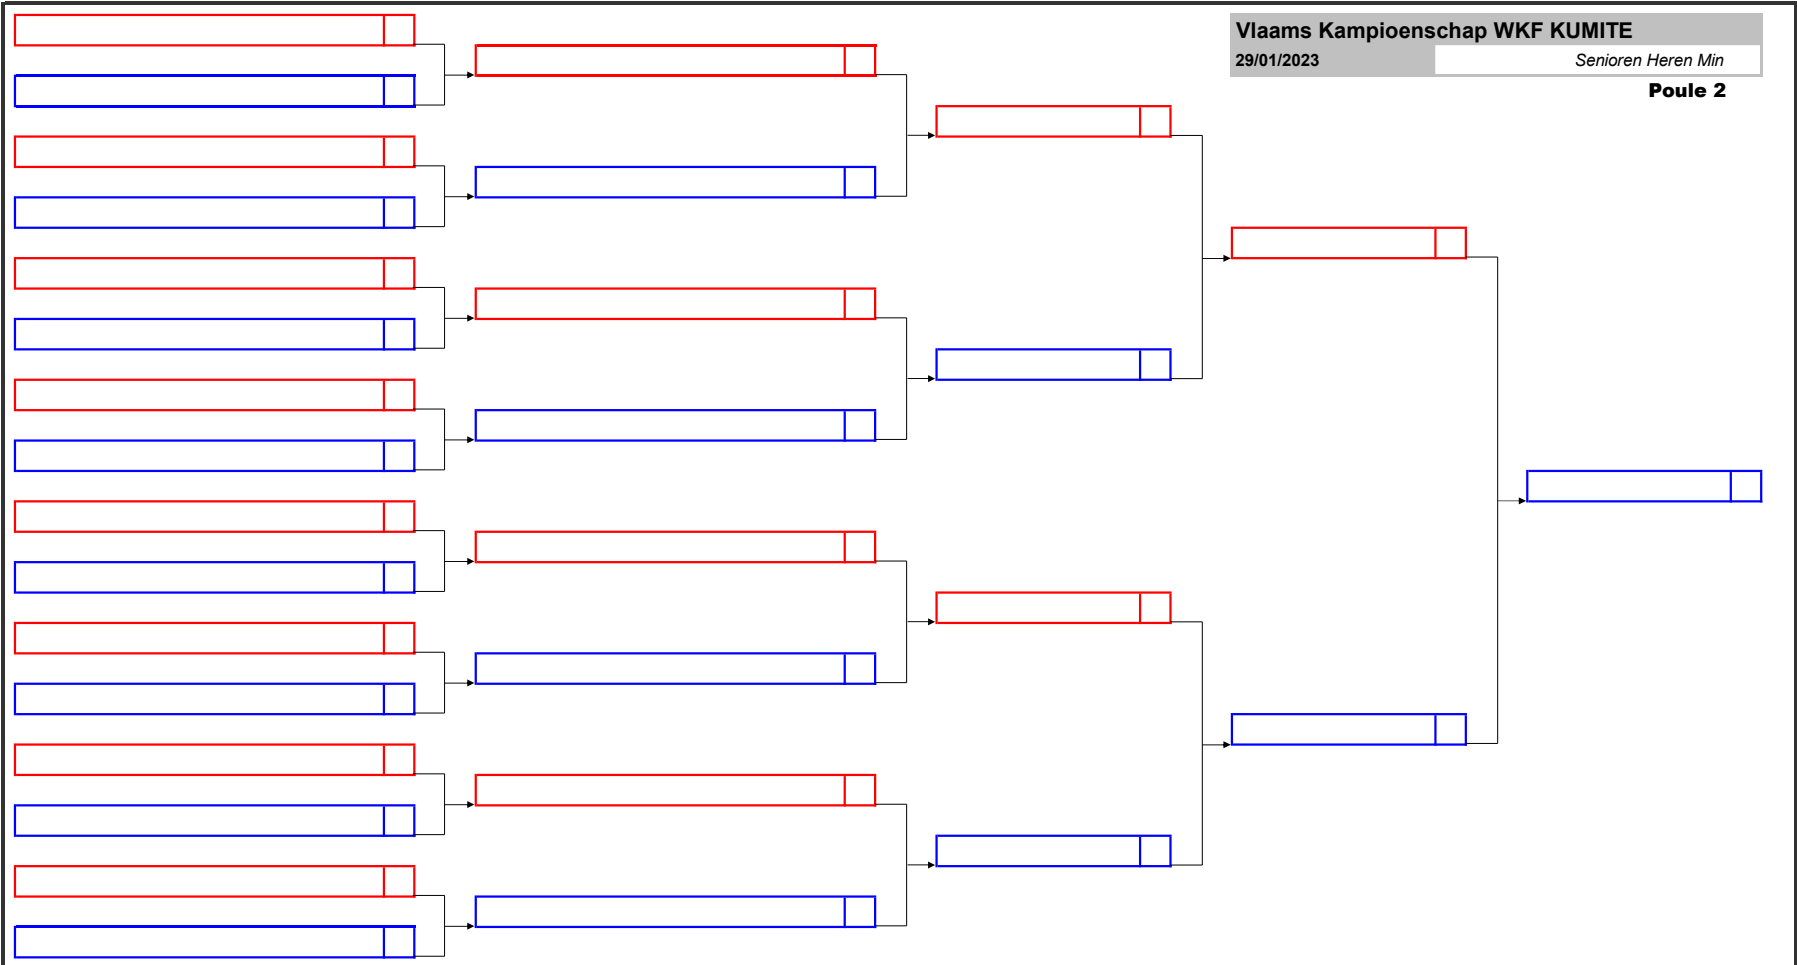 Vlaams Kampioenschap WKF KUMITE
29/01/2023 Senioren Heren Min
Poule 2